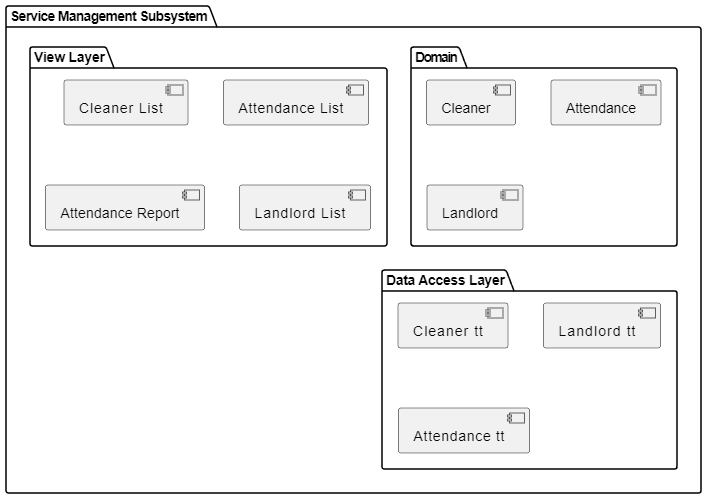 Service Management Subsystem
View Layer
Cleaner List
Attendance List
Attendance Report
Landlord List
Domain
Cleaner
Attendance
Landlord
Data Access Layer
Cleaner tt
Landlord tt
Attendance tt